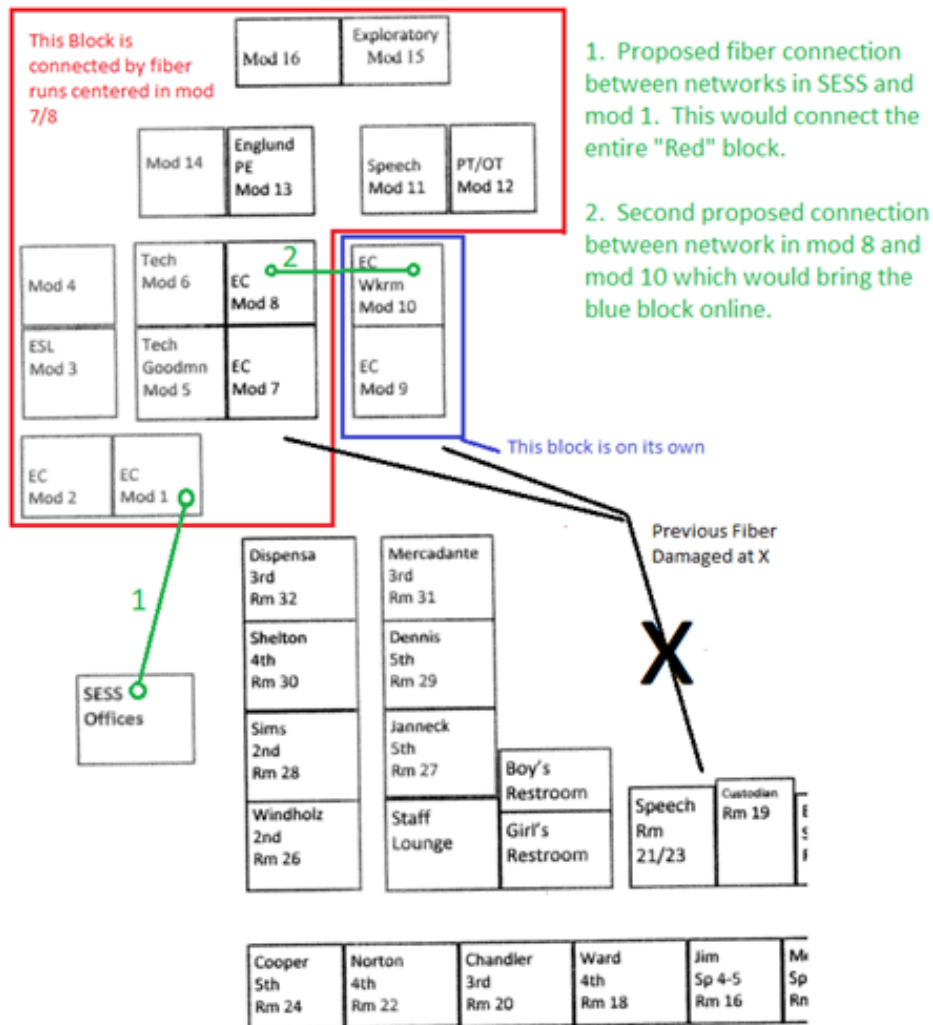 This Block is
connected by fiber
runs centered in mod
7/8
Mod 16
Exploratory
Mod 15
1. Proposed fiber connection
between networks in SESS and
mod 1. This would connect the
entire "Red" block.
2. Second proposed connection
between network in mod 8 and
mod 10 which would bring the
blue block online.
Mod 14
Englund
PE
Mod 13
Speech
Mod 11
PT/OT
Mod 12
Mod 4
Tech
Mod 6
EC
Mod 8
2
EC
Wkrm
Mod 10
ESL
Mod 3
Tech
Goodmn
Mod 5
EC
Mod 7
EC
Mod 9
This block is on its own
EC
Mod 2
EC
Mod 1
Previous Fiber
Damaged at X
X
1
SESS
Offices
Dispensa
3rd
Rm 32
Mercadante
3rd
Rm 31
Shelton
4th
Rm 30
Dennis
5th
Rm 29
Sims
2nd
Rm 28
Janneck
5th
Rm 27
Windholz
2nd
Rm 26
Staff
Lounge
Boy's
Restroom
Girl's
Restroom
Speech
Rm
21/23
Custodian
Rm 19
Cooper
5th
Rm 24
Norton
4th
Rm 22
Chandler
3rd
Rm 20
Ward
4th
Rm 18
Jim
Sp 4-5
Rm 16
Sp